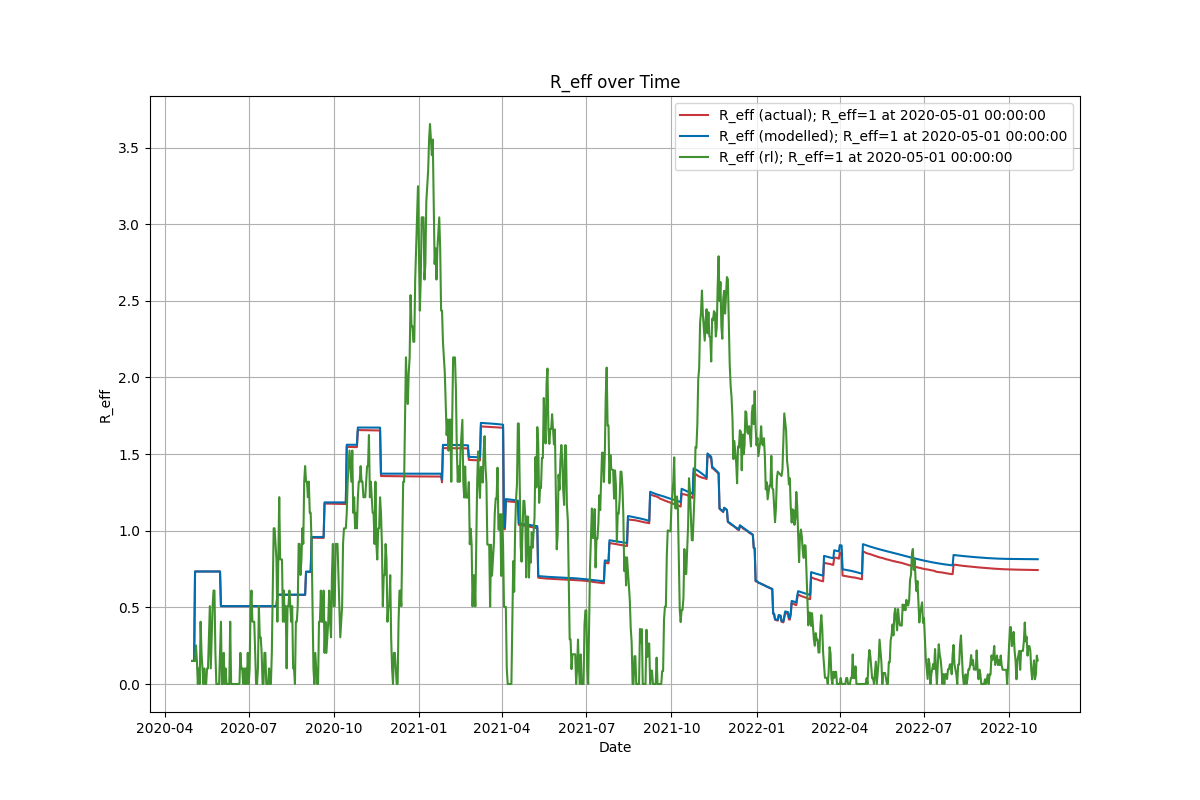 R_eff over Time
R_eff (actual); R_eff=1 at 2020-05-01 00:00:00
R_eff (modelled); R_eff=1 at 2020-05-01 00:00:00
R_eff (rl); R_eff=1 at 2020-05-01 00:00:00
R_eff
3.5
3.0
2.5
2.0
1.5
1.0
0.5
0.0
2020-04 2020-07 2020-10 2021-01 2021-04 2021-07 2021-10 2022-01 2022-04 2022-07 2022-10
Date